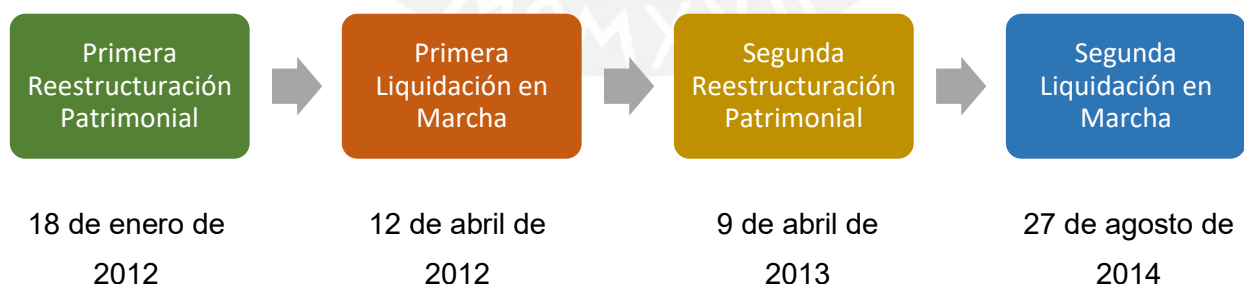 Primera
Reestructuración
Patrimonial
Primera
Liquidación en
Marcha
Segunda
Reestructuración
Patrimonial
Segunda
Liquidación en
Marcha
18 de enero de
2012
12 de abril de
2012
9 de abril de
2013
27 de agosto de
2014